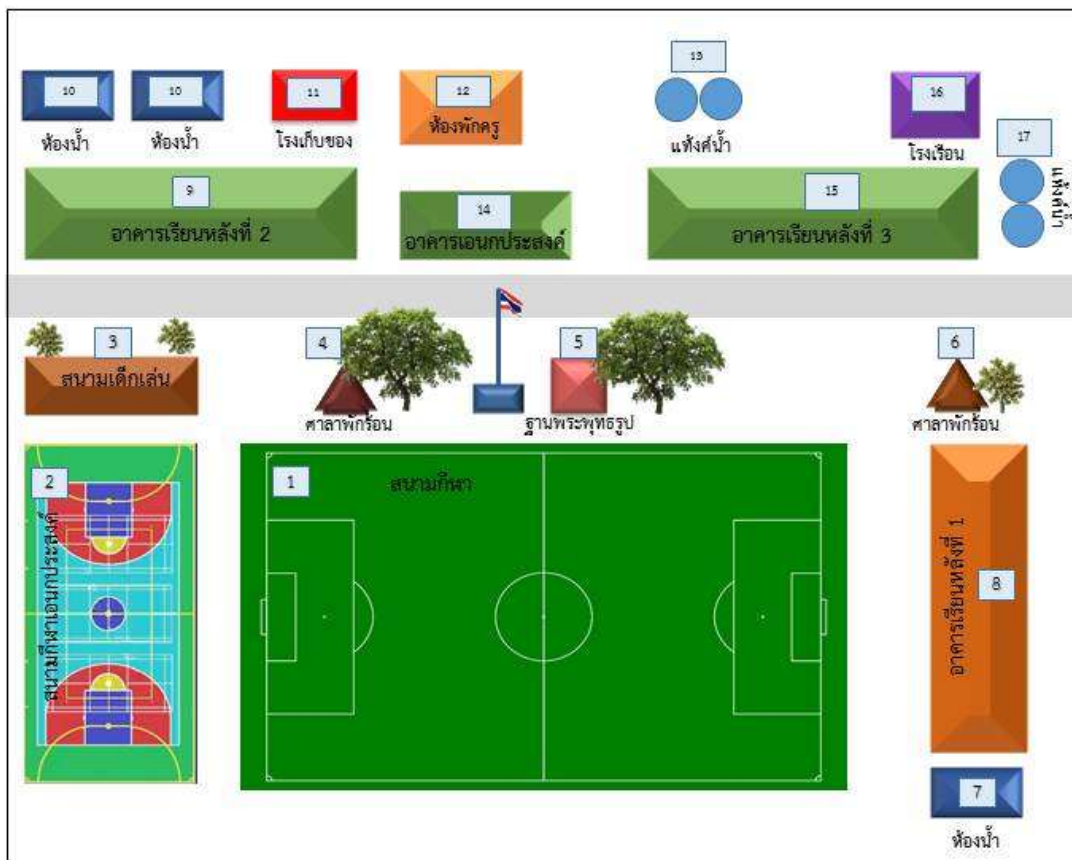 13
10
10
11
12
16
ห้องน้ำ
ห้องน้ำ
โรงเก็บของ
ห้องพักครู
แท้งค์น้ำ
โรงเรือน
17
แท้งค์น้ำ
9
อาคารเรียนหลังที่ 2
14
อาคารเอนกประสงค์
15
อาคารเรียนหลังที่ 3
3
สนามเด็กเล่น
4
ศาลาพักร้อน
5
ฐานพระพุทธรูป
6
ศาลาพักร้อน
2
สนามกีฬาเอนกประสงค์
1
สนามกีฬา
อาคารเรียนหลังที่ 1
8
7
ห้องน้ำ